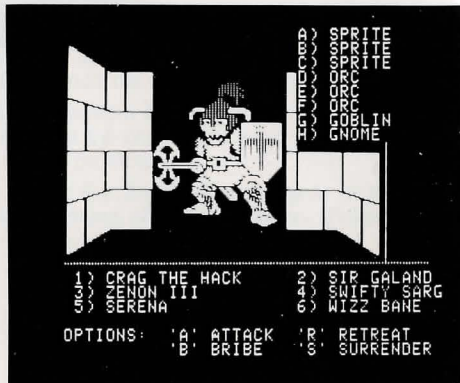 A) SPRITE
B) SPRITE
C) SPRITE
D) ORC
E) ORC
F) ORC
G) GOBLIN
H) GNOME
1) CRAG THE HACK 2) SIR GALAND
3) ZENON III 4) SWIFTY SARG
5) SERENA 6) WIZZ BANE
OPTIONS: 'A' ATTACK 'R' RETREAT
'B' BRIBE 'S' SURRENDER